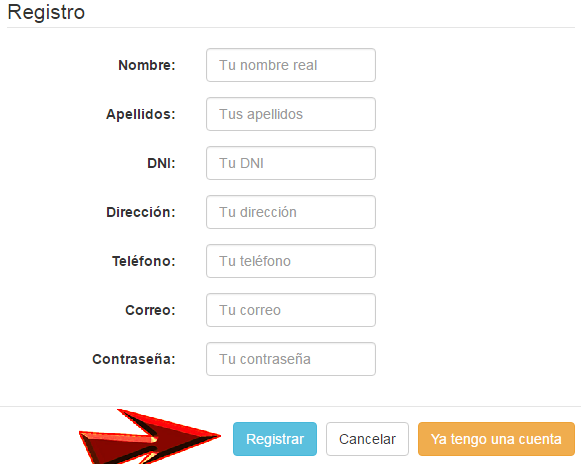 Registro
Nombre: Tu nombre real
Apellidos: Tus apellidos
DNI: Tu DNI
Dirección: Tu dirección
Teléfono: Tu teléfono
Correo: Tu correo
Contraseña: Tu contraseña
Registrar Cancelar Ya tengo una cuenta